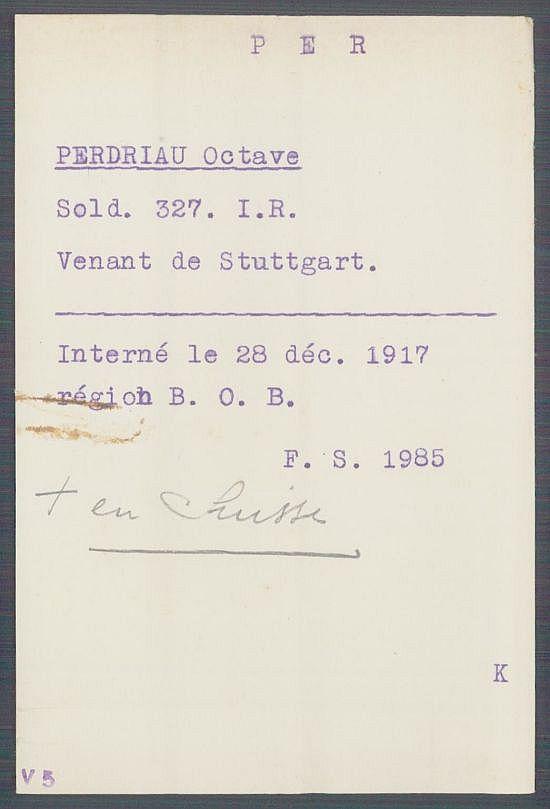 P E R
PERDRIAU Octave
Sold. 327. I.R.
Venant de Stuttgart.
Interné le 28 déc. 1917
région B. O. B.
F. S. 1985
+ en Suisse
K
V 5